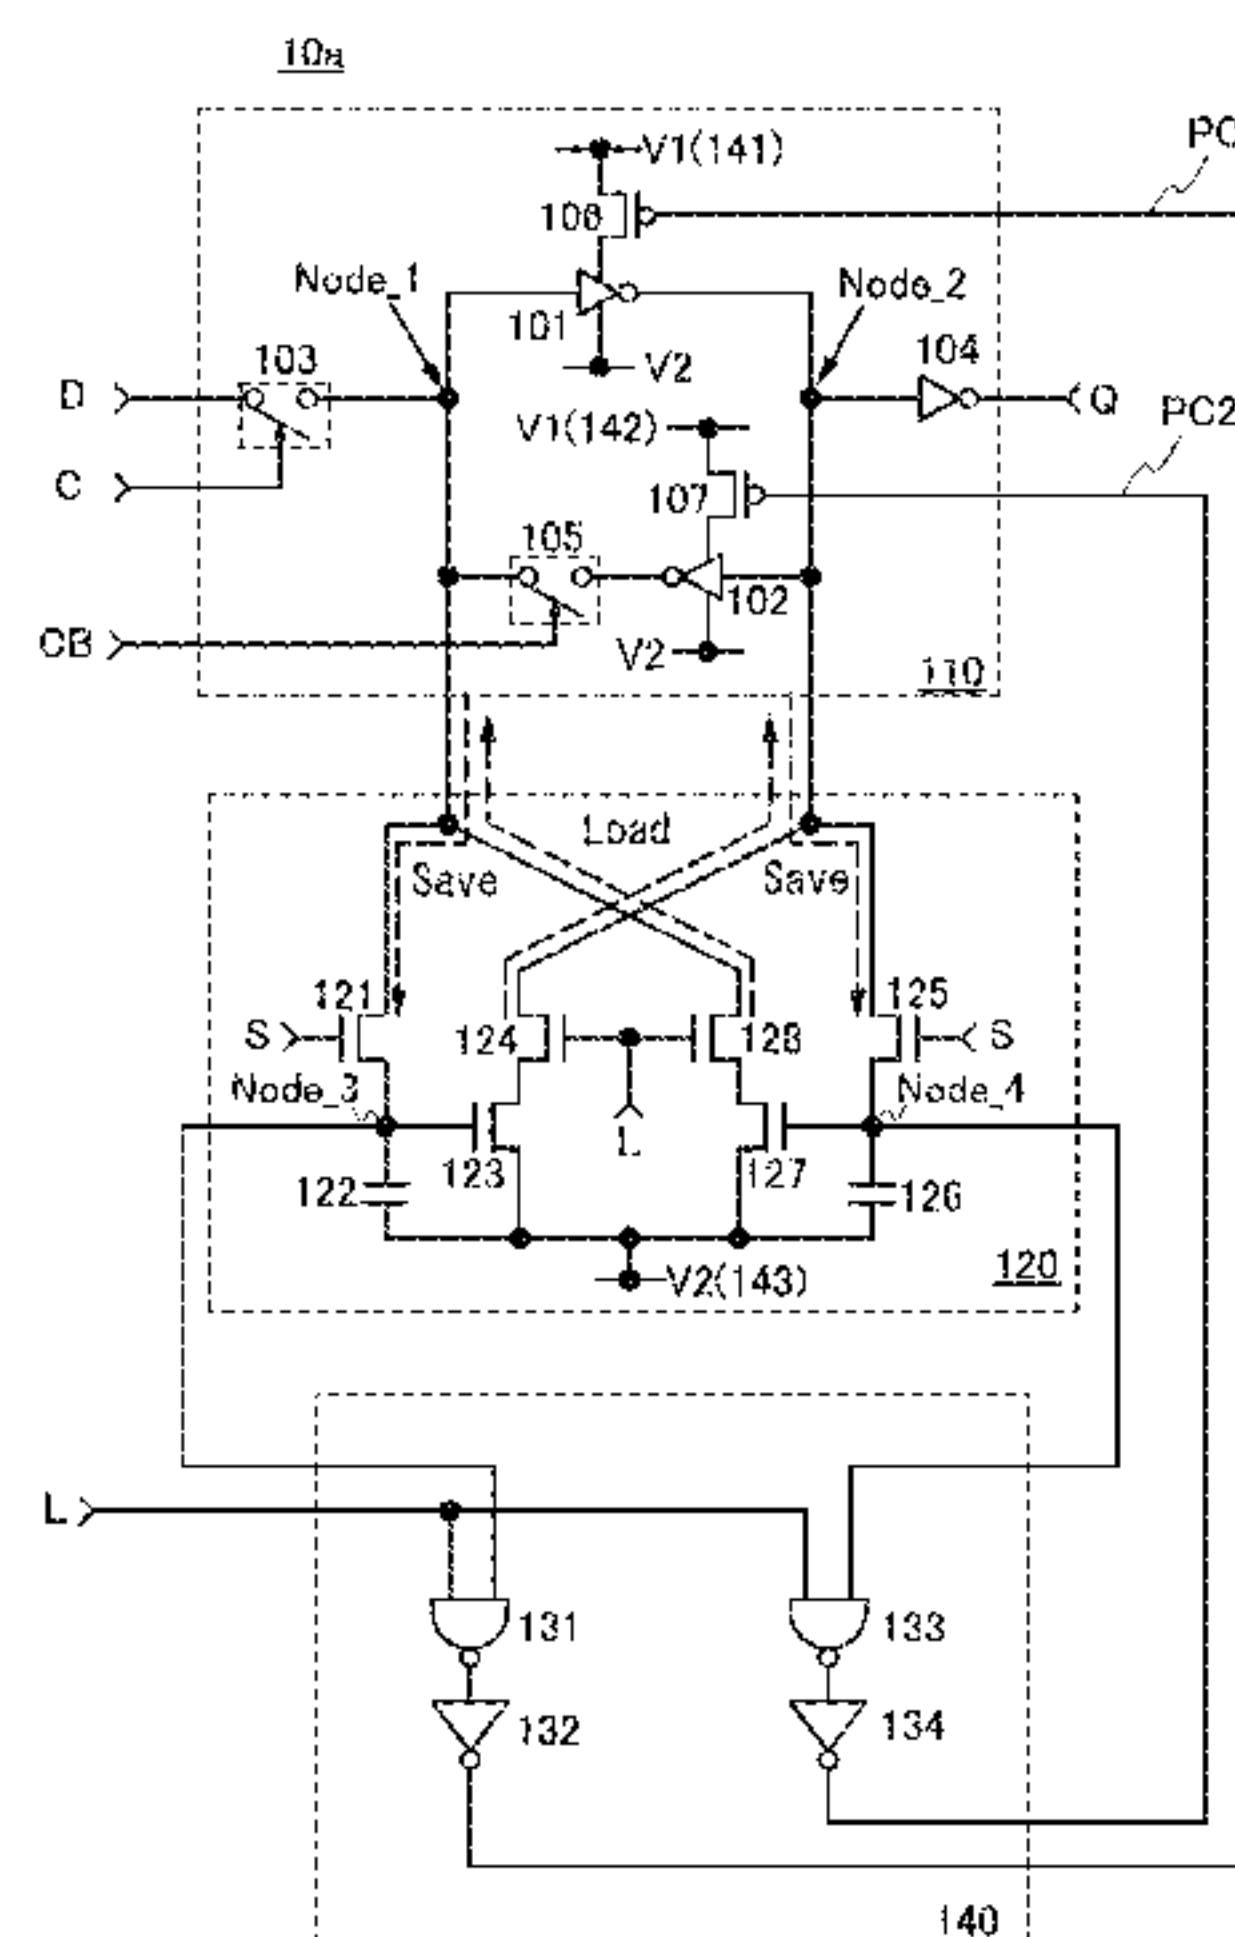 10a
V1(141)
PC
106
Node_1
Node_2
101
103
104
V2
D
Q
V1(142)
PC2
C
107
105
102
CB
V2
110
Load
Save
Save
121
125
S
124
128
S
Node_3
Node_4
L
123
127
122
126
V2(143)
120
L
131
133
132
134
140